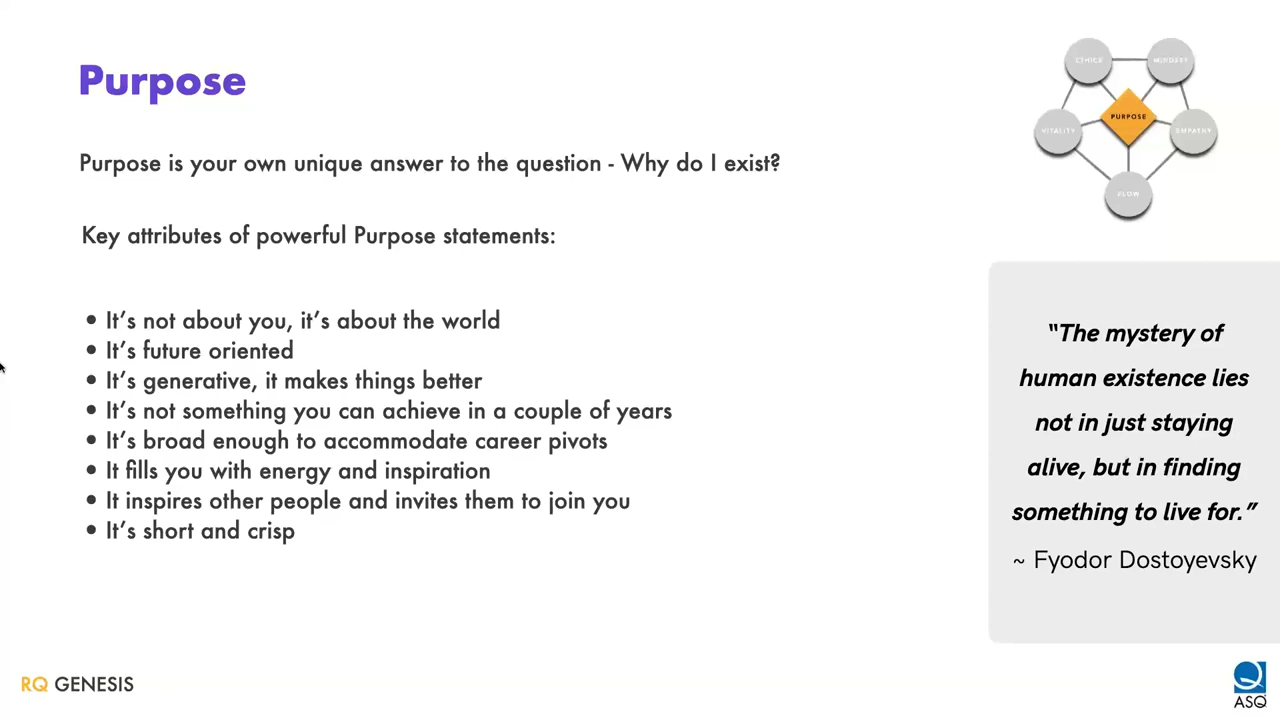 Purpose
Purpose is your own unique answer to the question - Why do I exist?
Key attributes of powerful Purpose statements:
• It’s not about you, it’s about the world
• It’s future oriented
• It’s generative, it makes things better
• It’s not something you can achieve in a couple of years
• It’s broad enough to accommodate career pivots
• It fills you with energy and inspiration
• It inspires other people and invites them to join you
• It’s short and crisp
ETHICS
MINDSET
PURPOSE
VITALITY
EMPATHY
FLOW
“The mystery of
human existence lies
not in just staying
alive, but in finding
something to live for.”
~ Fyodor Dostoyevsky
RQ GENESIS
ASQ